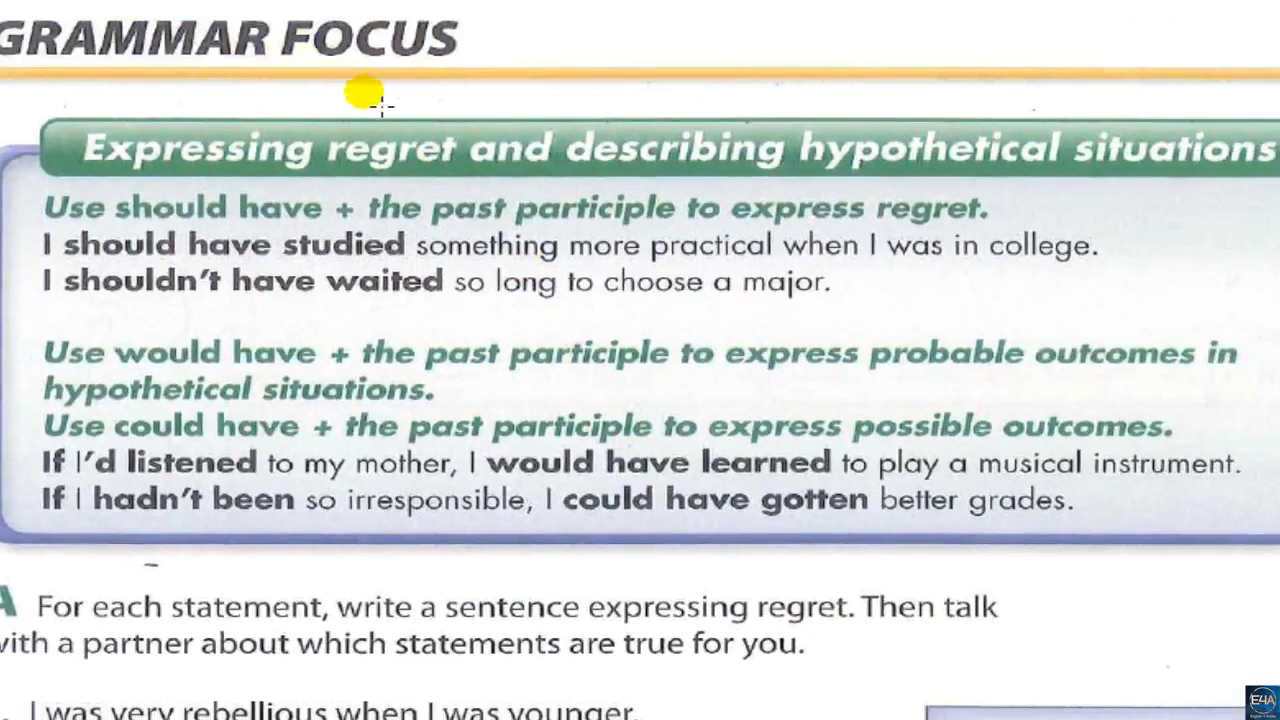 GRAMMAR FOCUS
Expressing regret and describing hypothetical situations
Use should have + the past participle to express regret.
I should have studied something more practical when I was in college.
I shouldn't have waited so long to choose a major.
Use would have + the past participle to express probable outcomes in
hypothetical situations.
Use could have + the past participle to express possible outcomes.
If I'd listened to my mother, I would have learned to play a musical instrument.
If I hadn't been so irresponsible, I could have gotten better grades.
A For each statement, write a sentence expressing regret. Then talk
with a partner about which statements are true for you.
I was very rebellious when I was younger.
E4A